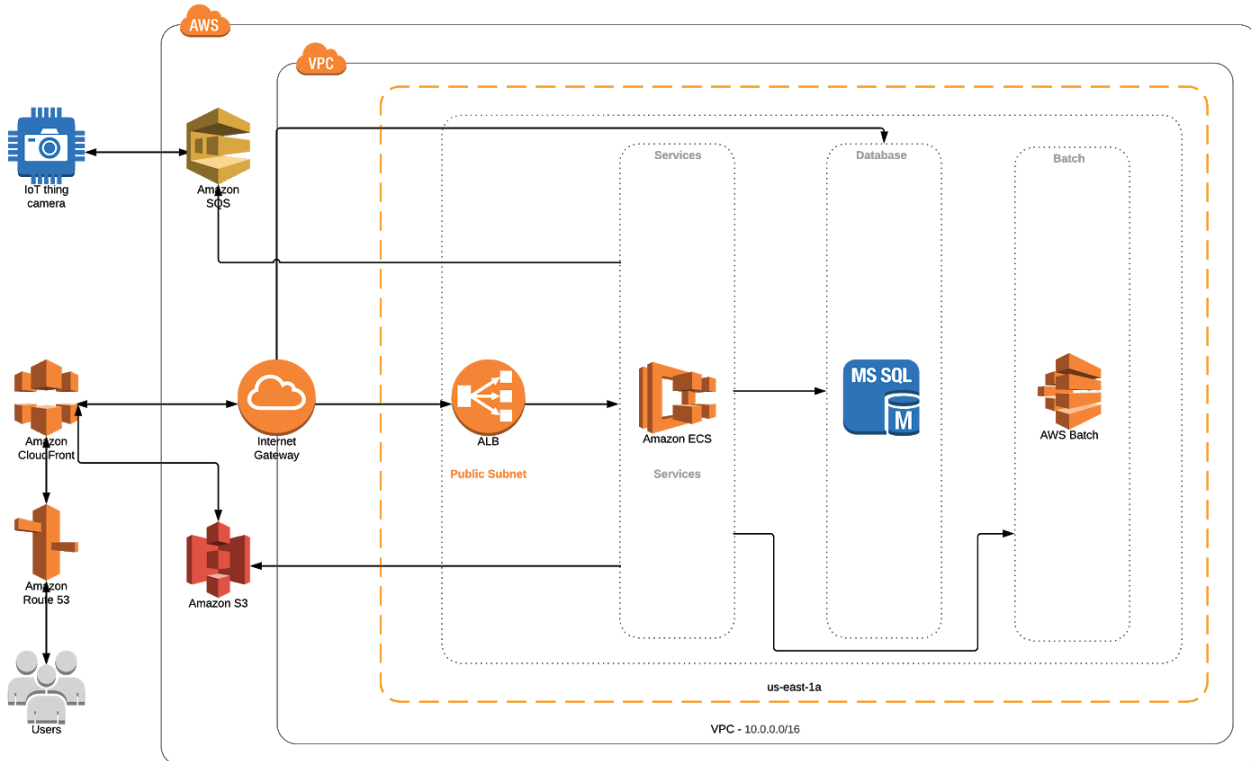 AWS
VPC
IoT thing
camera
Amazon
SQS
Services
Database
Batch
Amazon
CloudFront
Internet
Gateway
ALB
Public Subnet
Amazon ECS
Services
MS SQL
M
AWS Batch
Amazon
Route 53
Amazon S3
Users
us-east-1a
VPC - 10.0.0.0/16